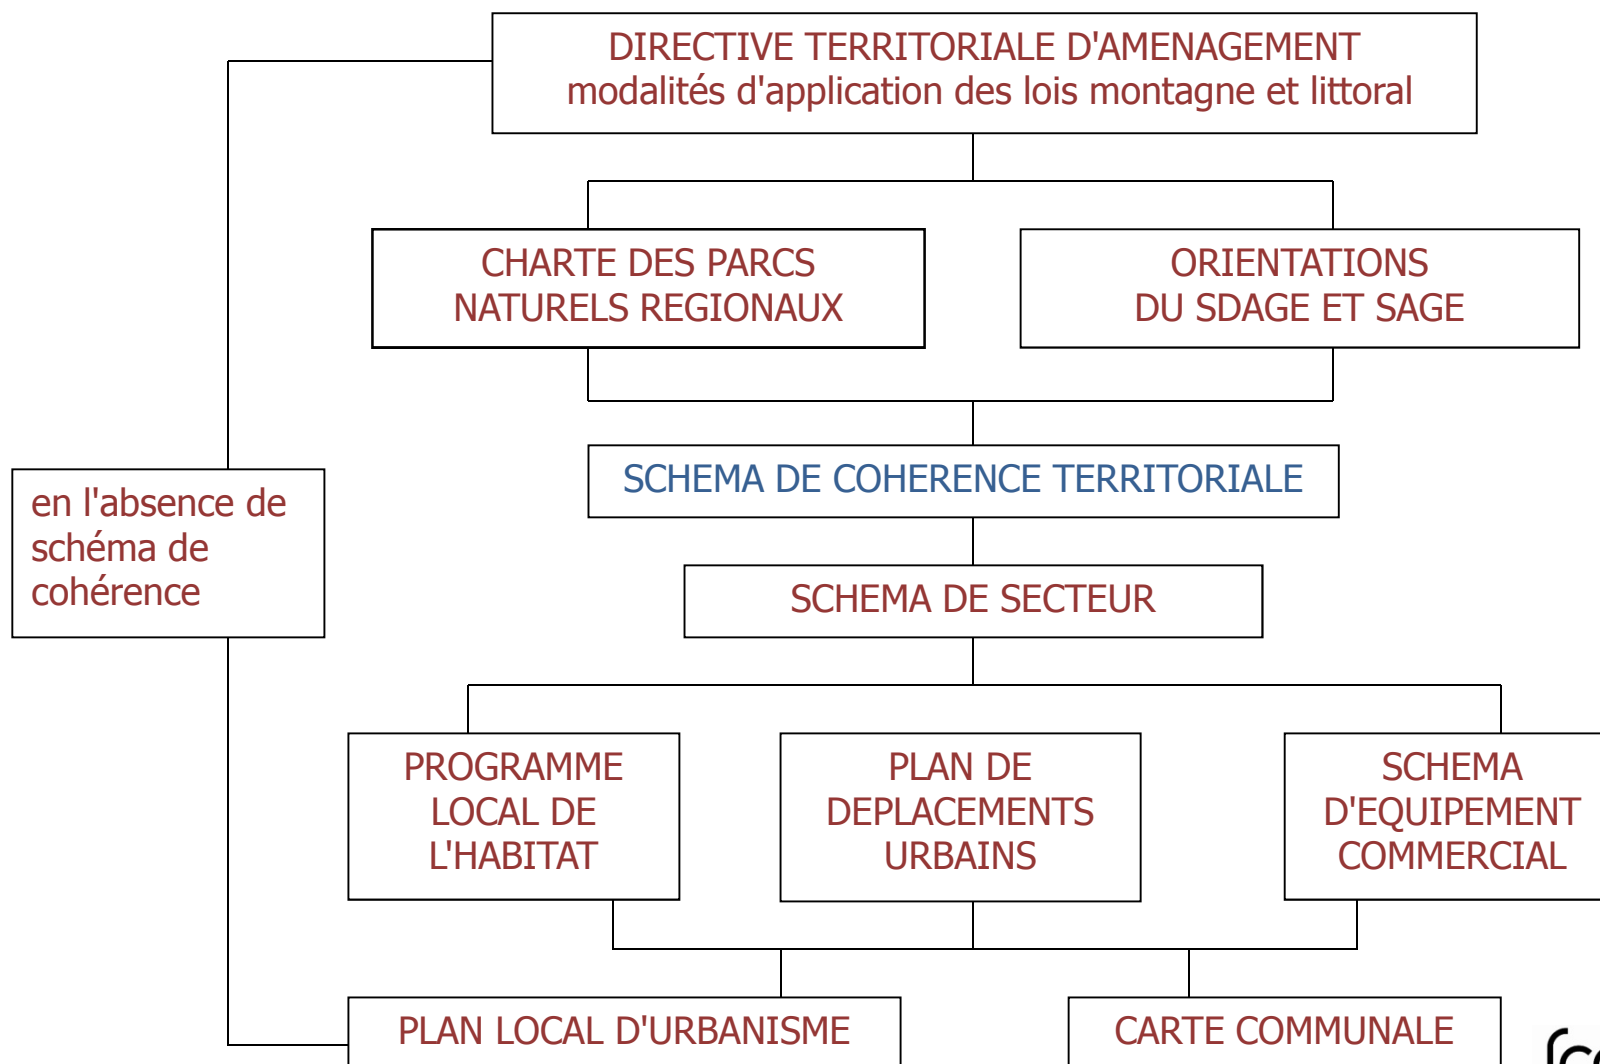 DIRECTIVE TERRITORIALE D'AMENAGEMENT
modalités d'application des lois montagne et littoral
CHARTE DES PARCS
NATURELS REGIONAUX
ORIENTATIONS
DU SDAGE ET SAGE
SCHEMA DE COHERENCE TERRITORIALE
en l'absence de
schéma de
cohérence
SCHEMA DE SECTEUR
PROGRAMME
LOCAL DE
L'HABITAT
PLAN DE
DEPLACEMENTS
URBAINS
SCHEMA
D'EQUIPEMENT
COMMERCIAL
PLAN LOCAL D'URBANISME
CARTE COMMUNALE